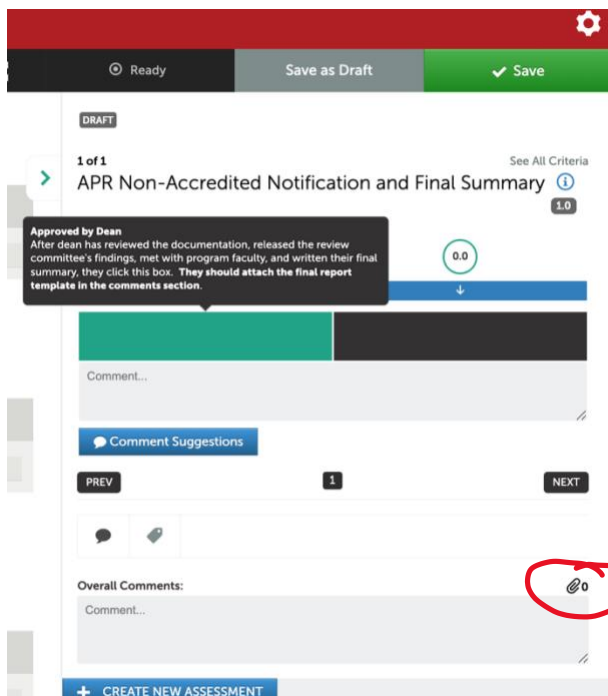 Ready
Save as Draft
Save
DRAFT
1 of 1
See All Criteria
APR Non-Accredited Notification and Final Summary
1.0
Approved by Dean
After dean has reviewed the documentation, released the review
committee's findings, met with program faculty, and written their final
summary, they click this box. They should attach the final report
template in the comments section.
0.0
Comment...
Comment Suggestions
PREV
1
NEXT
Overall Comments:
0
Comment...
CREATE NEW ASSESSMENT